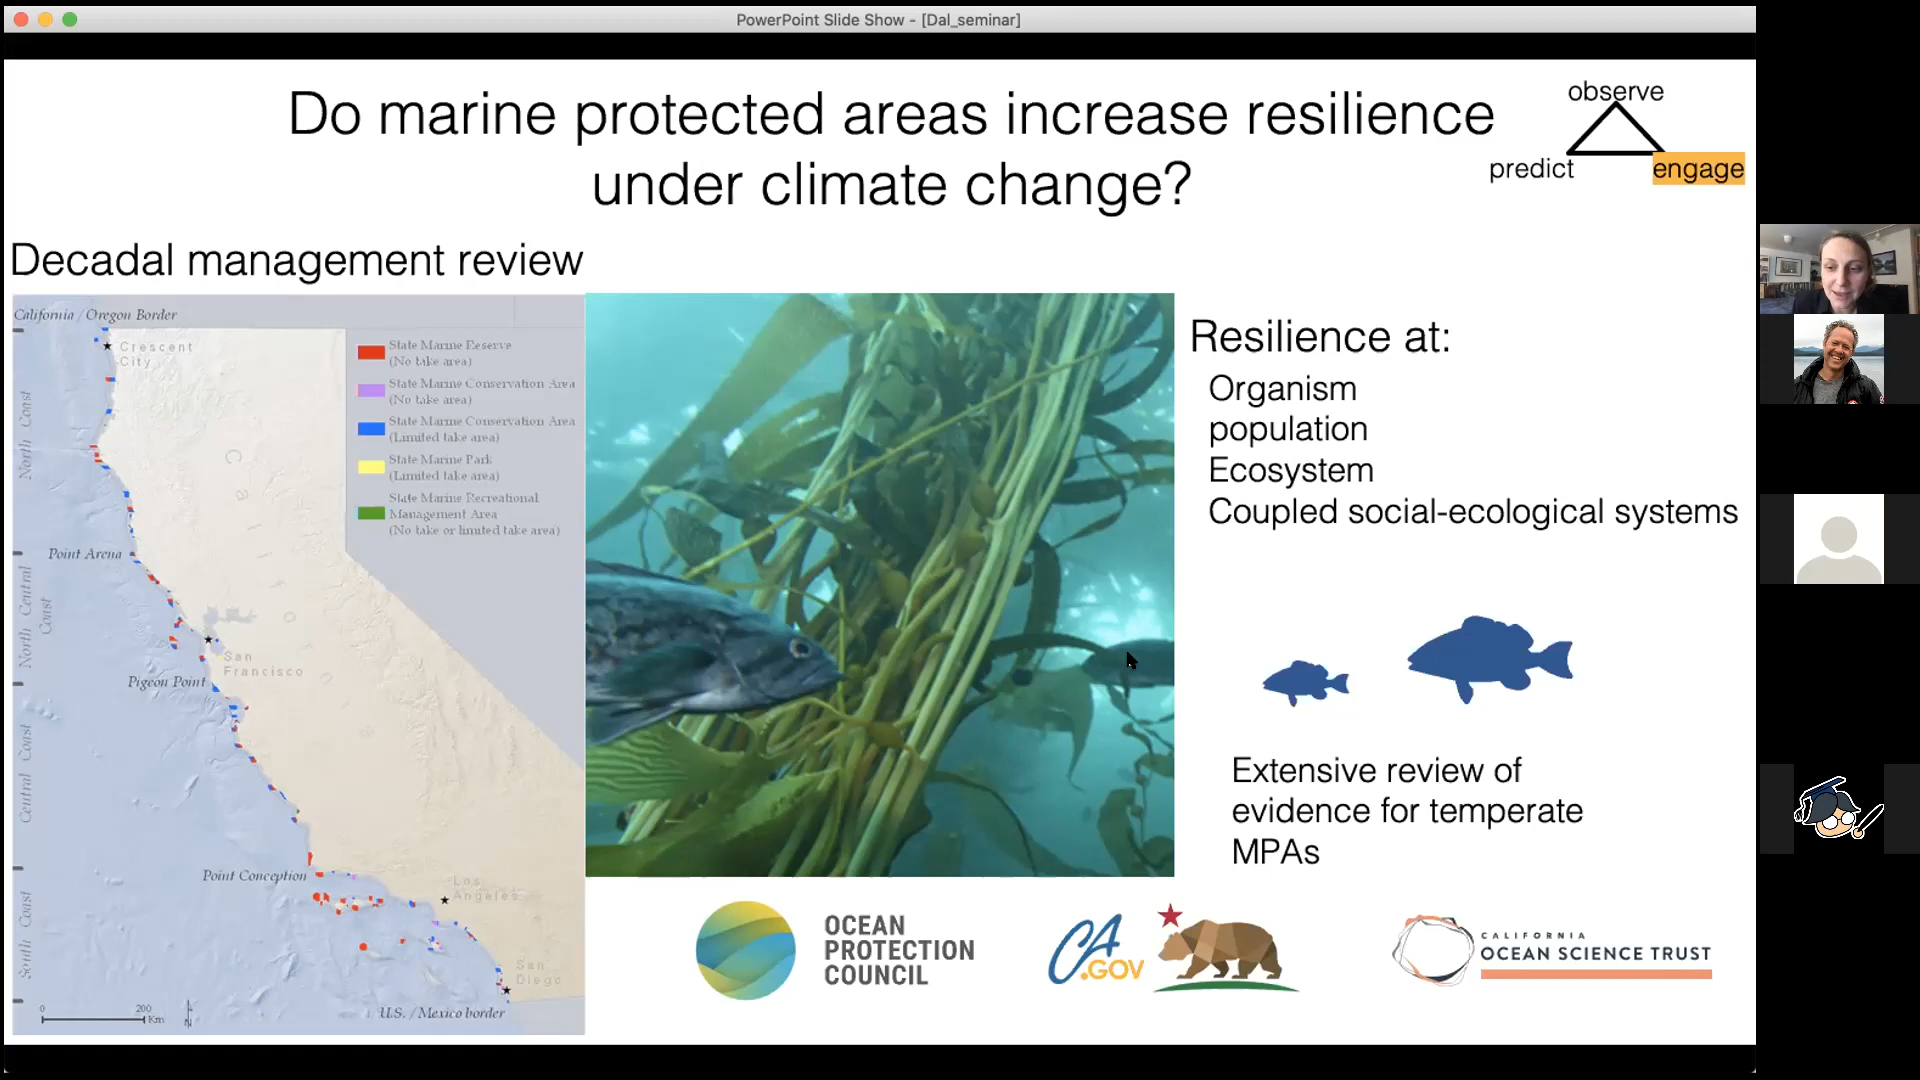 PowerPoint Slide Show - [Dal_seminar]
Do marine protected areas increase resilience
under climate change?
observe
predict
engage
Decadal management review
California / Oregon Border
Crescent
City
North Coast
Point Arena
North Central
Coast
San
Francisco
Pigeon Point
Central Coast
Point Conception
Los
Angeles
South Coast
San
Diego
U.S. / Mexico border
0
200
Km
N
C
a
l
i
f
o
State Marine Reserve
(No take area)
State Marine Conservation Area
(No take area)
State Marine Conservation Area
(Limited take area)
State Marine Park
(Limited take area)
State Marine Recreational
Management Area
(No take or limited take area)
Resilience at:
Organism
population
Ecosystem
Coupled social-ecological systems
Extensive review of
evidence for temperate
MPAs
OCEAN
PROTECTION
COUNCIL
CA
.GOV
CALIFORNIA
OCEAN SCIENCE TRUST